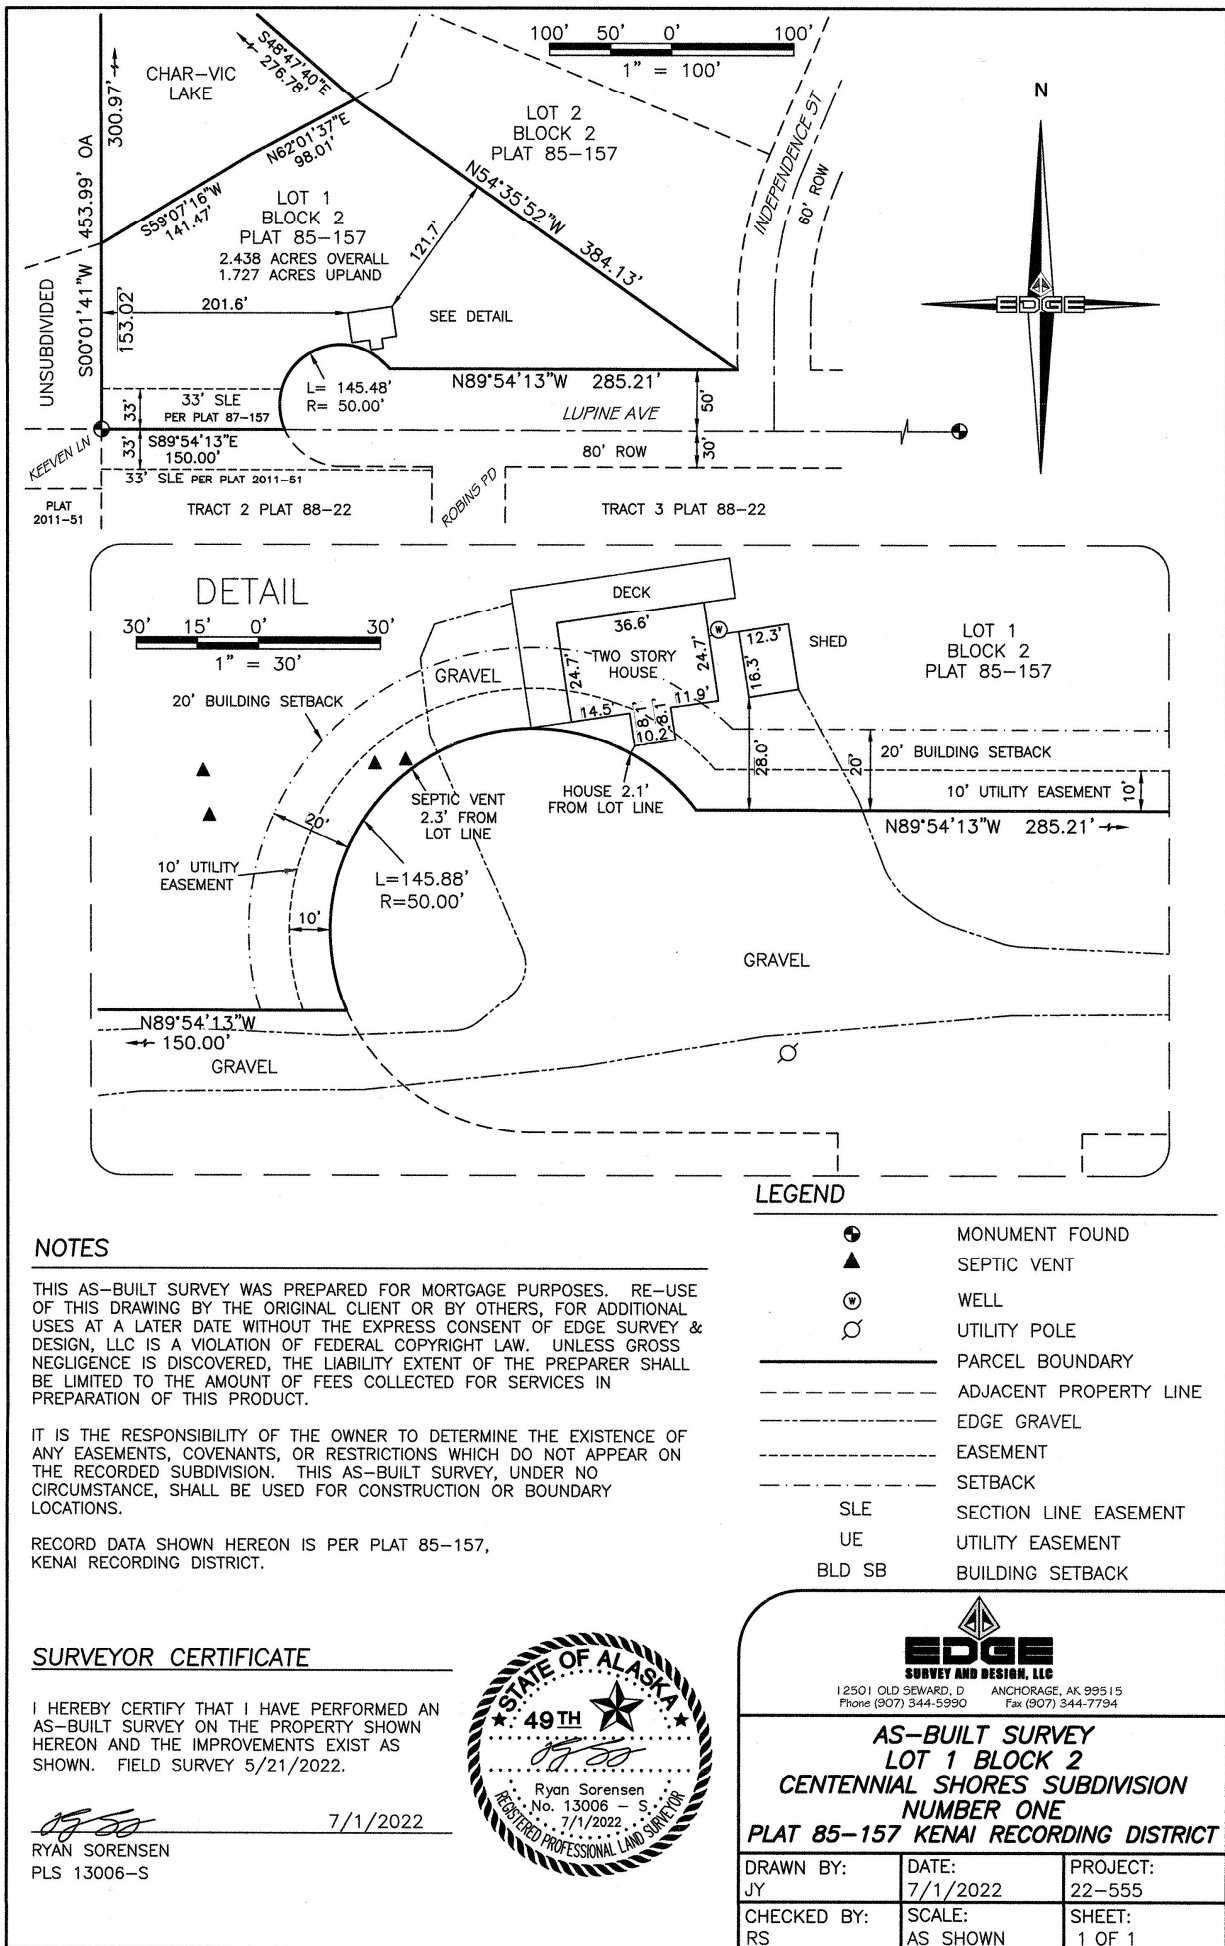 100' 50' 0' 100'
1" = 100'
N
S48°47'40"E
276.78'
CHAR-VIC
LAKE
300.97'
S00°01'41"W 453.99' OA
153.02'
N62°01'37"E
98.01'
S59°07'16"W
141.47'
LOT 2
BLOCK 2
PLAT 85-157
INDEPENDENCE ST
60' ROW
N54°35'52"W 384.13'
LOT 1
BLOCK 2
PLAT 85-157
2.438 ACRES OVERALL
1.727 ACRES UPLAND
121.7'
201.6'
SEE DETAIL
EDGE
UNSUBDIVIDED
L= 145.48'
R= 50.00'
N89°54'13"W 285.21'
33'
33' SLE
PER PLAT 87-157
LUPINE AVE
50'
KEEVEN LN
33'
S89°54'13"E
150.00'
80' ROW
30'
33' SLE PER PLAT 2011-51
PLAT
2011-51
TRACT 2 PLAT 88-22
ROBINS PD
TRACT 3 PLAT 88-22
DETAIL
30' 15' 0' 30'
1" = 30'
DECK
36.6'
24.7'
TWO STORY
HOUSE
24.7'
W
12.3'
16.3'
SHED
LOT 1
BLOCK 2
PLAT 85-157
GRAVEL
20' BUILDING SETBACK
14.5'
8.1'
8.1'
11.9'
10.2'
28.0'
20'
20' BUILDING SETBACK
10' UTILITY EASEMENT
10'
SEPTIC VENT
2.3' FROM
LOT LINE
HOUSE 2.1'
FROM LOT LINE
N89°54'13"W 285.21'
20'
10' UTILITY
EASEMENT
L=145.88'
R=50.00'
10'
GRAVEL
N89°54'13"W
150.00'
GRAVEL
LEGEND
MONUMENT FOUND
SEPTIC VENT
W WELL
UTILITY POLE
PARCEL BOUNDARY
ADJACENT PROPERTY LINE
EDGE GRAVEL
EASEMENT
SETBACK
SLE SECTION LINE EASEMENT
UE UTILITY EASEMENT
BLD SB BUILDING SETBACK
NOTES
THIS AS-BUILT SURVEY WAS PREPARED FOR MORTGAGE PURPOSES. RE-USE
OF THIS DRAWING BY THE ORIGINAL CLIENT OR BY OTHERS, FOR ADDITIONAL
USES AT A LATER DATE WITHOUT THE EXPRESS CONSENT OF EDGE SURVEY &
DESIGN, LLC IS A VIOLATION OF FEDERAL COPYRIGHT LAW. UNLESS GROSS
NEGLIGENCE IS DISCOVERED, THE LIABILITY EXTENT OF THE PREPARER SHALL
BE LIMITED TO THE AMOUNT OF FEES COLLECTED FOR SERVICES IN
PREPARATION OF THIS PRODUCT.
IT IS THE RESPONSIBILITY OF THE OWNER TO DETERMINE THE EXISTENCE OF
ANY EASEMENTS, COVENANTS, OR RESTRICTIONS WHICH DO NOT APPEAR ON
THE RECORDED SUBDIVISION. THIS AS-BUILT SURVEY, UNDER NO
CIRCUMSTANCE, SHALL BE USED FOR CONSTRUCTION OR BOUNDARY
LOCATIONS.
RECORD DATA SHOWN HEREON IS PER PLAT 85-157,
KENAI RECORDING DISTRICT.
SURVEYOR CERTIFICATE
I HEREBY CERTIFY THAT I HAVE PERFORMED AN
AS-BUILT SURVEY ON THE PROPERTY SHOWN
HEREON AND THE IMPROVEMENTS EXIST AS
SHOWN. FIELD SURVEY 5/21/2022.
7/1/2022
RYAN SORENSEN
PLS 13006-S
STATE OF ALASKA
49TH
Ryan Sorensen
No. 13006 - S
7/1/2022
REGISTERED PROFESSIONAL LAND SURVEYOR
EDGE
SURVEY AND DESIGN, LLC
12501 OLD SEWARD, D ANCHORAGE, AK 99515
Phone (907) 344-5990 Fax (907) 344-7794
AS-BUILT SURVEY
LOT 1 BLOCK 2
CENTENNIAL SHORES SUBDIVISION
NUMBER ONE
PLAT 85-157 KENAI RECORDING DISTRICT
DRAWN BY: DATE: PROJECT:
JY 7/1/2022 22-555
CHECKED BY: SCALE: SHEET:
RS AS SHOWN 1 OF 1